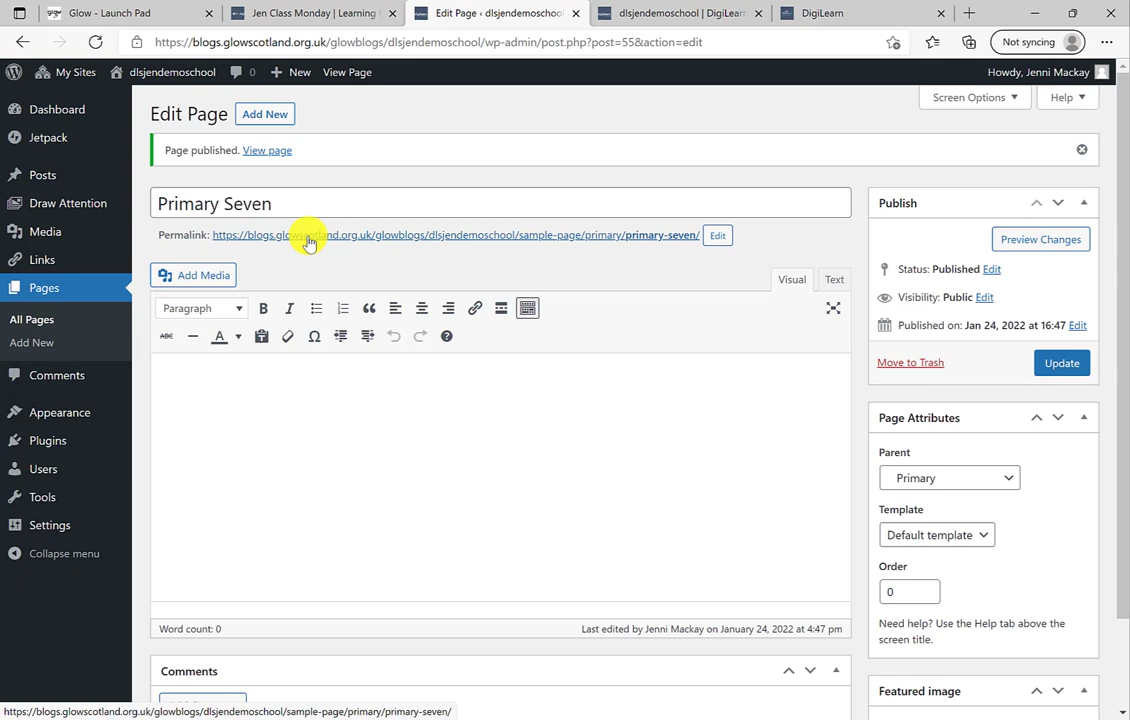 Glow - Launch Pad
Jen Class Monday | Learning
Edit Page ‹ dlsjendemoschool
dlsjendemoschool | DigiLearn
DigiLearn
https://blogs.glowscotland.org.uk/glowblogs/dlsjendemoschool/wp-admin/post.php?post=55&action=edit
Not syncing
My Sites
dlsjendemoschool
0
New
View Page
Howdy, Jenni Mackay
Screen Options
Help
Dashboard
Jetpack
Posts
Draw Attention
Media
Links
Pages
All Pages
Add New
Comments
Appearance
Plugins
Users
Tools
Settings
Collapse menu
Edit Page
Add New
Page published. View page
Primary Seven
Permalink: https://blogs.glowscotland.org.uk/glowblogs/dlsjendemoschool/sample-page/primary/primary-seven/ Edit
Add Media
Visual
Text
Paragraph
B I
ABC A
Word count: 0
Last edited by Jenni Mackay on January 24, 2022 at 4:47 pm
Comments
Publish
Preview Changes
Status: Published Edit
Visibility: Public Edit
Published on: Jan 24, 2022 at 16:47 Edit
Move to Trash
Update
Page Attributes
Parent
Primary
Template
Default template
Order
0
Need help? Use the Help tab above the
screen title.
Featured image
https://blogs.glowscotland.org.uk/glowblogs/dlsjendemoschool/sample-page/primary/primary-seven/